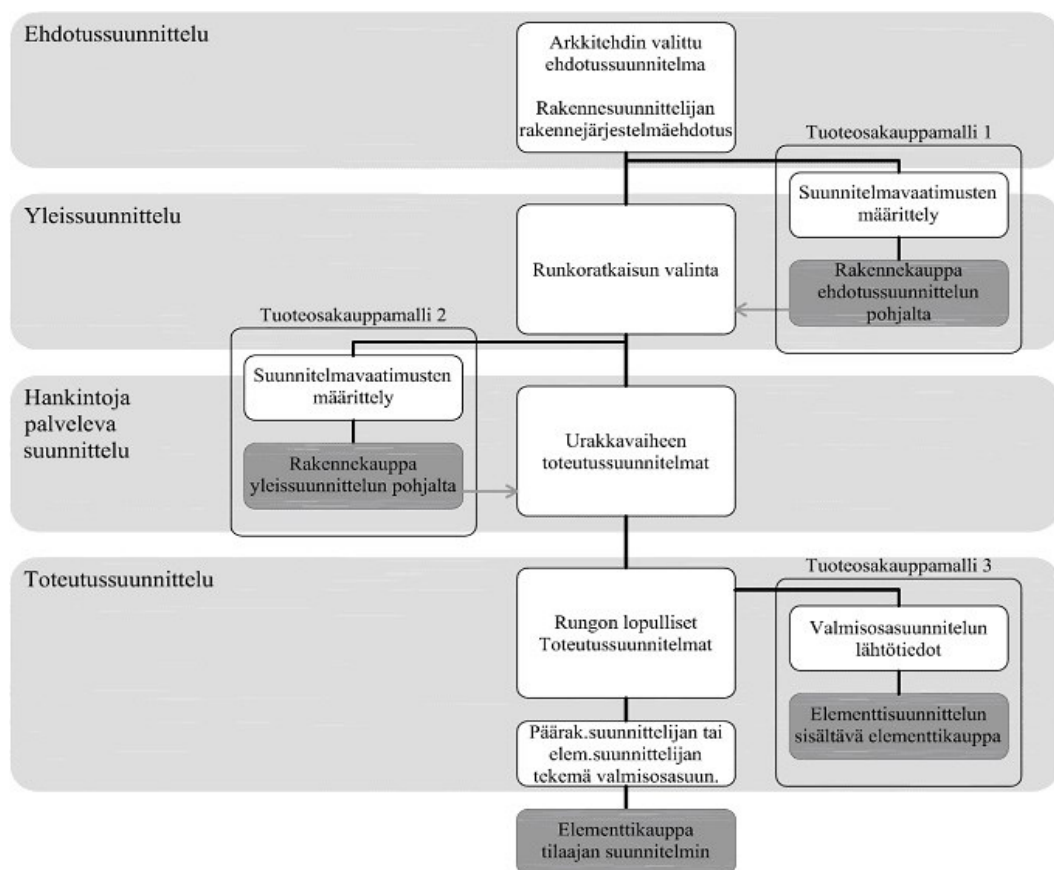 Ehdotussuunnittelu
Arkkitehdin valittu
ehdotussuunnitelma
Rakennesuunnittelijan
rakennejärjestelmäehdotus
Tuoteosakauppamalli 1
Suunnitelmavaatimusten
määrittely
Rakennekauppa
ehdotussuunnittelun
pohjalta
Yleissuunnittelu
Runkoratkaisun valinta
Tuoteosakauppamalli 2
Suunnitelmavaatimusten
määrittely
Rakennekauppa
yleissuunnittelun pohjalta
Hankintoja
palveleva
suunnittelu
Urakkavaiheen
toteutussuunnitelmat
Toteutussuunnittelu
Rungon lopulliset
Toteutussuunnitelmat
Tuoteosakauppamalli 3
Valmisosasuunnitelun
lähtötiedot
Elementtisuunnittelun
sisältävä elementtikauppa
Päärak.suunnittelijan tai
elem.suunnittelijan
tekemä valmisosasuun.
Elementtikauppa
tilaajan suunnitelmin